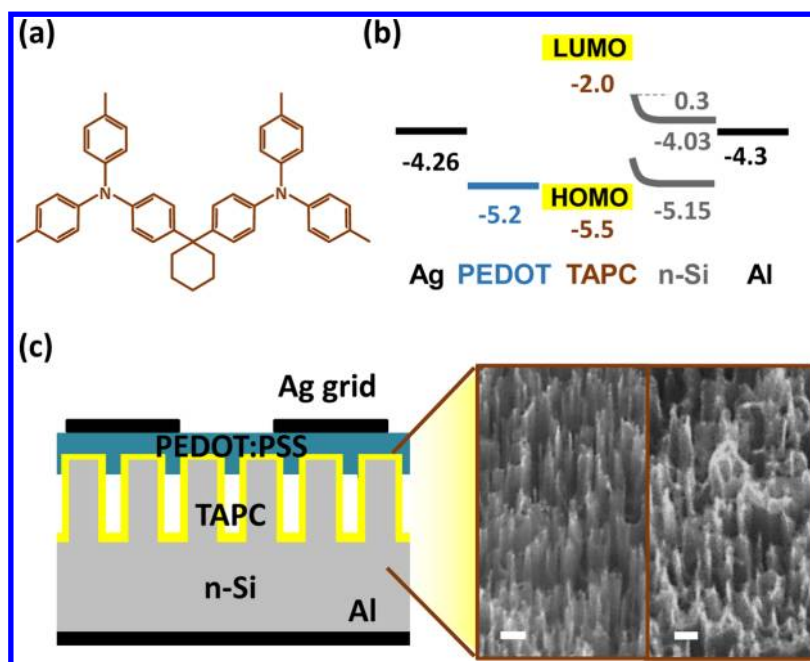 (a)
N
N
(b)
LUMO
-2.0
0.3
-4.03
-4.26
-4.3
-5.2
HOMO
-5.5
-5.15
Ag PEDOT TAPC n-Si Al
(c)
Ag grid
PEDOT:PSS
TAPC
n-Si
Al